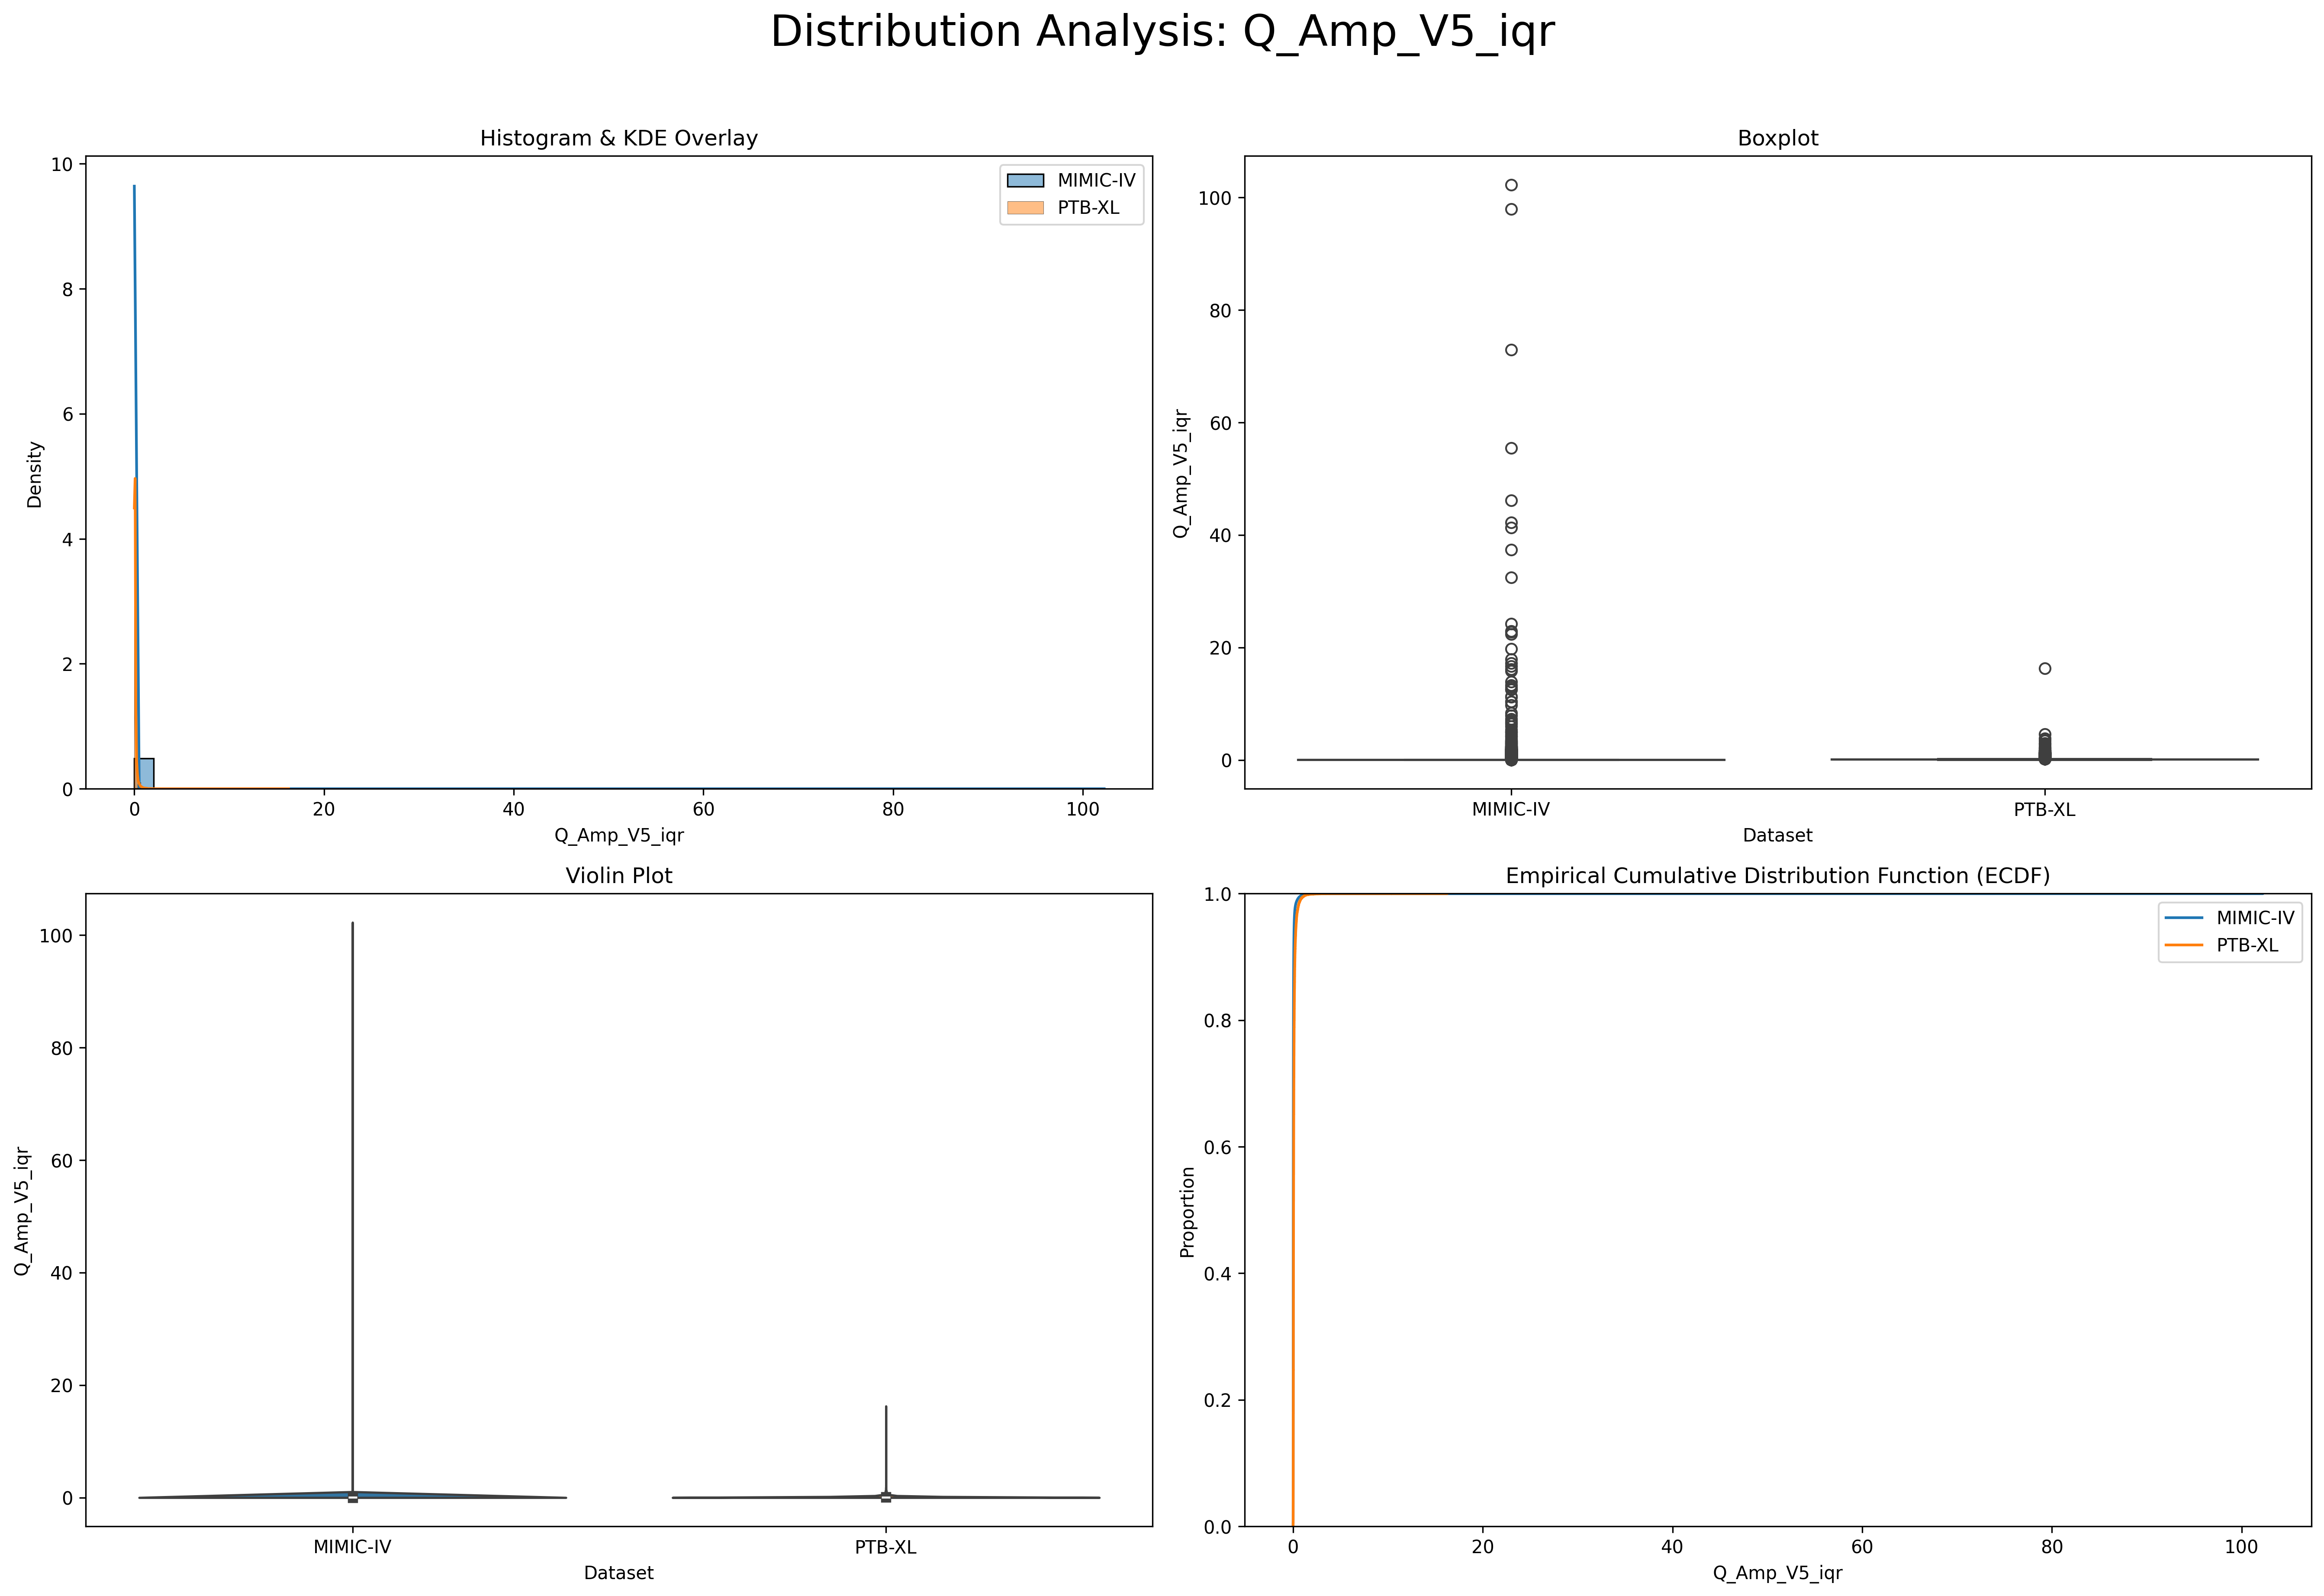 Distribution Analysis: Q_Amp_V5_iqr
Histogram & KDE Overlay
10
8
6
4
2
0
Density
MIMIC-IV
PTB-XL
0 20 40 60 80 100
Q_Amp_V5_iqr
Boxplot
100
80
60
40
20
0
Q_Amp_V5_iqr
MIMIC-IV PTB-XL
Dataset
Violin Plot
100
80
60
40
20
0
Q_Amp_V5_iqr
MIMIC-IV PTB-XL
Dataset
Empirical Cumulative Distribution Function (ECDF)
1.0
0.8
0.6
0.4
0.2
0.0
Proportion
MIMIC-IV
PTB-XL
0 20 40 60 80 100
Q_Amp_V5_iqr